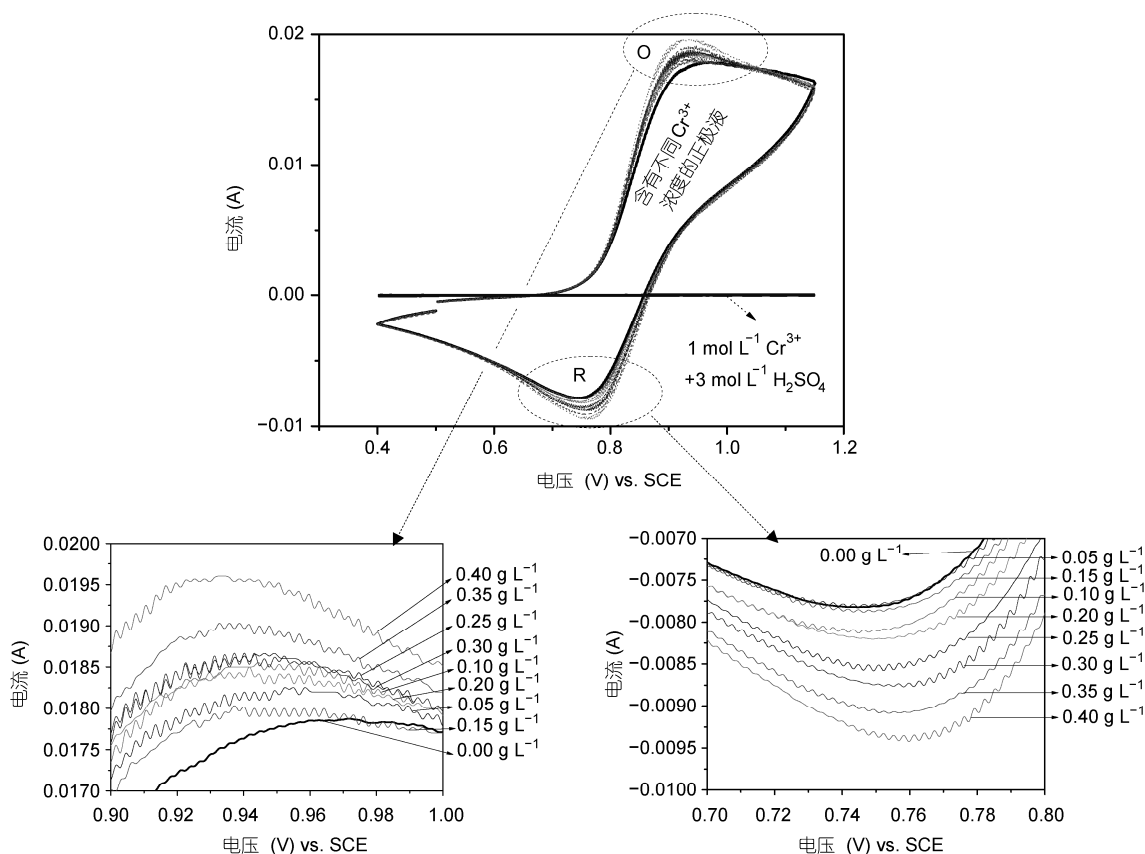 0.02
0.01
0.00
−0.01
电流 (A)
O
含有不同Cr³⁺
浓度的正极液
R
1 mol L⁻¹ Cr³⁺
+3 mol L⁻¹ H₂SO₄
0.4 0.6 0.8 1.0 1.2
电压 (V) vs. SCE
0.0200
0.0195
0.0190
0.0185
0.0180
0.0175
0.0170
电流 (A)
0.40 g L⁻¹
0.35 g L⁻¹
0.25 g L⁻¹
0.30 g L⁻¹
0.10 g L⁻¹
0.20 g L⁻¹
0.05 g L⁻¹
0.15 g L⁻¹
0.00 g L⁻¹
0.90 0.92 0.94 0.96 0.98 1.00
电压 (V) vs. SCE
−0.0070
−0.0075
−0.0080
−0.0085
−0.0090
−0.0095
−0.0100
电流 (A)
0.00 g L⁻¹
0.05 g L⁻¹
0.15 g L⁻¹
0.10 g L⁻¹
0.20 g L⁻¹
0.25 g L⁻¹
0.30 g L⁻¹
0.35 g L⁻¹
0.40 g L⁻¹
0.70 0.72 0.74 0.76 0.78 0.80
电压 (V) vs. SCE